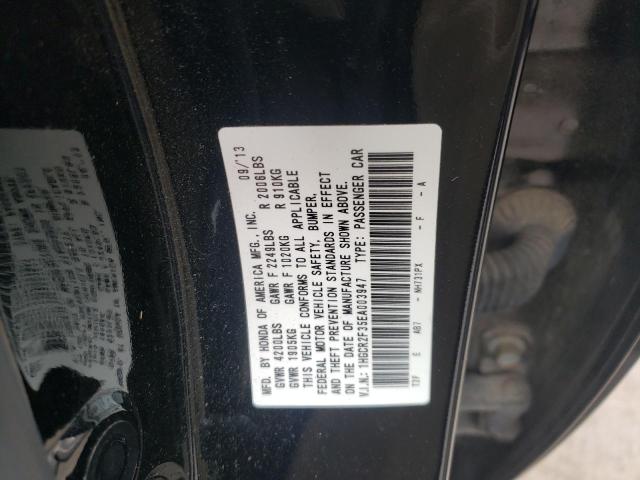 MFD. BY HONDA OF AMERICA MFG., INC. 09/13
GVWR 4200LBS GAWR F 2249LBS R 2006LBS
GVWR 1905KG GAWR F 1020KG R 910KG
THIS VEHICLE CONFORMS TO ALL APPLICABLE
FEDERAL MOTOR VEHICLE SAFETY, BUMPER,
AND THEFT PREVENTION STANDARDS IN EFFECT
ON THE DATE OF MANUFACTURE SHOWN ABOVE.
V.I.N.: 1HGCR2F35EA003947 TYPE: PASSENGER CAR
T2F E AB7 - NH731PX - F - A